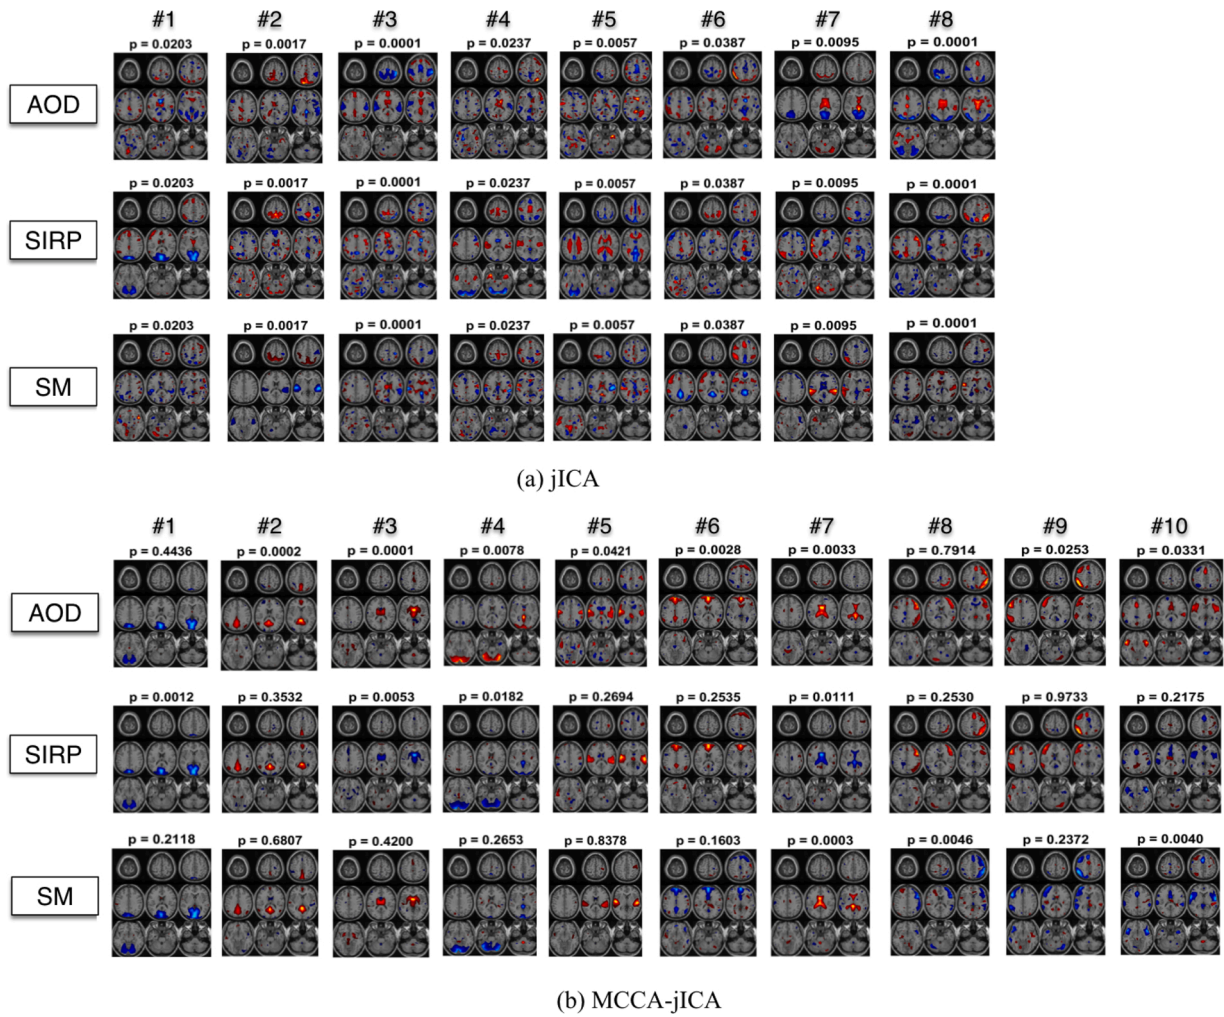 #1 #2 #3 #4 #5 #6 #7 #8
p = 0.0203 p = 0.0017 p = 0.0001 p = 0.0237 p = 0.0057 p = 0.0387 p = 0.0095 p = 0.0001
AOD
p = 0.0203 p = 0.0017 p = 0.0001 p = 0.0237 p = 0.0057 p = 0.0387 p = 0.0095 p = 0.0001
SIRP
p = 0.0203 p = 0.0017 p = 0.0001 p = 0.0237 p = 0.0057 p = 0.0387 p = 0.0095 p = 0.0001
SM
(a) jICA
#1 #2 #3 #4 #5 #6 #7 #8 #9 #10
p = 0.4436 p = 0.0002 p = 0.0001 p = 0.0078 p = 0.0421 p = 0.0028 p = 0.0033 p = 0.7914 p = 0.0253 p = 0.0331
AOD
p = 0.0012 p = 0.3532 p = 0.0053 p = 0.0182 p = 0.2694 p = 0.2535 p = 0.0111 p = 0.2530 p = 0.9733 p = 0.2175
SIRP
p = 0.2118 p = 0.6807 p = 0.4200 p = 0.2653 p = 0.8378 p = 0.1603 p = 0.0003 p = 0.0046 p = 0.2372 p = 0.0040
SM
(b) MCCA-jICA